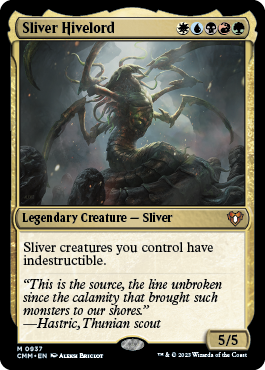 Sliver Hivelord
Legendary Creature — Sliver
Sliver creatures you control have
indestructible.
“This is the source, the line unbroken
since the calamity that brought such
monsters to our shores.”
—Hastric, Thunian scout
5/5
M 0937
CMM • EN Aleksi Briclot
™ & © 2023 Wizards of the Coast